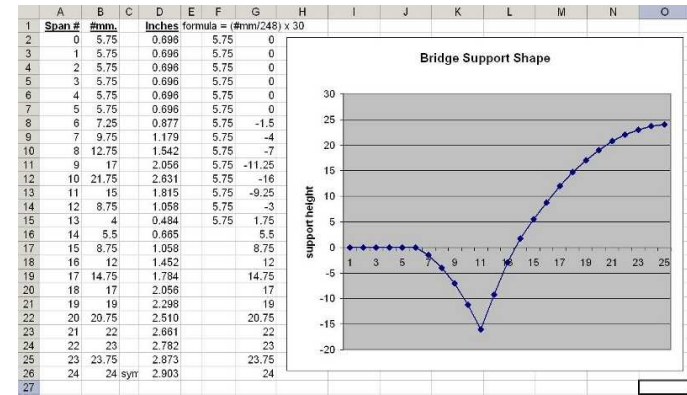 A B C D E F G H I J K L M N O
1 Span # #mm. Inches formula = (#mm/248) x 30
2 0 5.75 0.696 5.75 0
3 1 5.75 0.696 5.75 0
4 2 5.75 0.696 5.75 0
5 3 5.75 0.696 5.75 0
6 4 5.75 0.696 5.75 0
7 5 5.75 0.696 5.75 0
8 6 7.25 0.877 5.75 -1.5
9 7 9.75 1.179 5.75 -4
10 8 12.75 1.542 5.75 -7
11 9 17 2.056 5.75 -11.25
12 10 21.75 2.631 5.75 -16
13 11 15 1.815 5.75 -9.25
14 12 8.75 1.058 5.75 -3
15 13 4 0.484 5.75 1.75
16 14 5.5 0.665 5.5
17 15 8.75 1.058 8.75
18 16 12 1.452 12
19 17 14.75 1.784 14.75
20 18 17 2.056 17
21 19 19 2.298 19
22 20 20.75 2.510 20.75
23 21 22 2.661 22
24 22 23 2.782 23
25 23 23.75 2.873 23.75
26 24 24 syn 2.903 24
27
Bridge Support Shape
support height
30
25
20
15
10
5
0
-5
-10
-15
-20
1 3 5 7 9 11 13 15 17 19 21 23 25